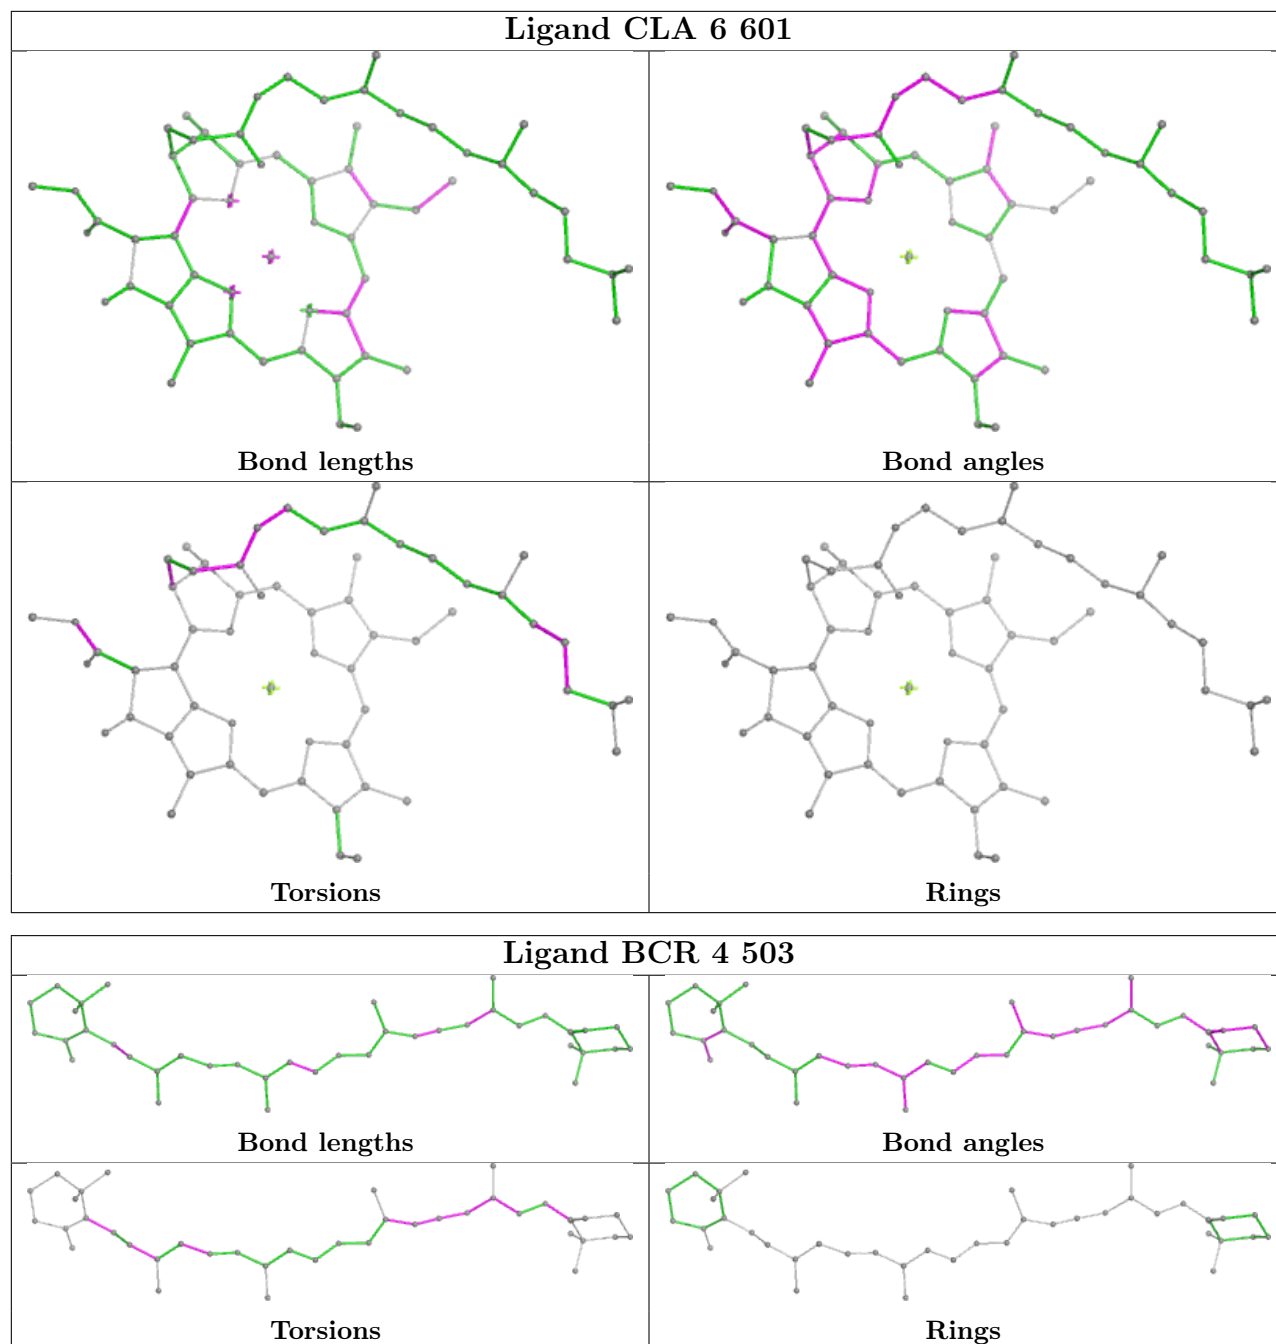 Ligand CLA 6 601
Bond lengths
Bond angles
Torsions
Rings
Ligand BCR 4 503
Bond lengths
Bond angles
Torsions
Rings